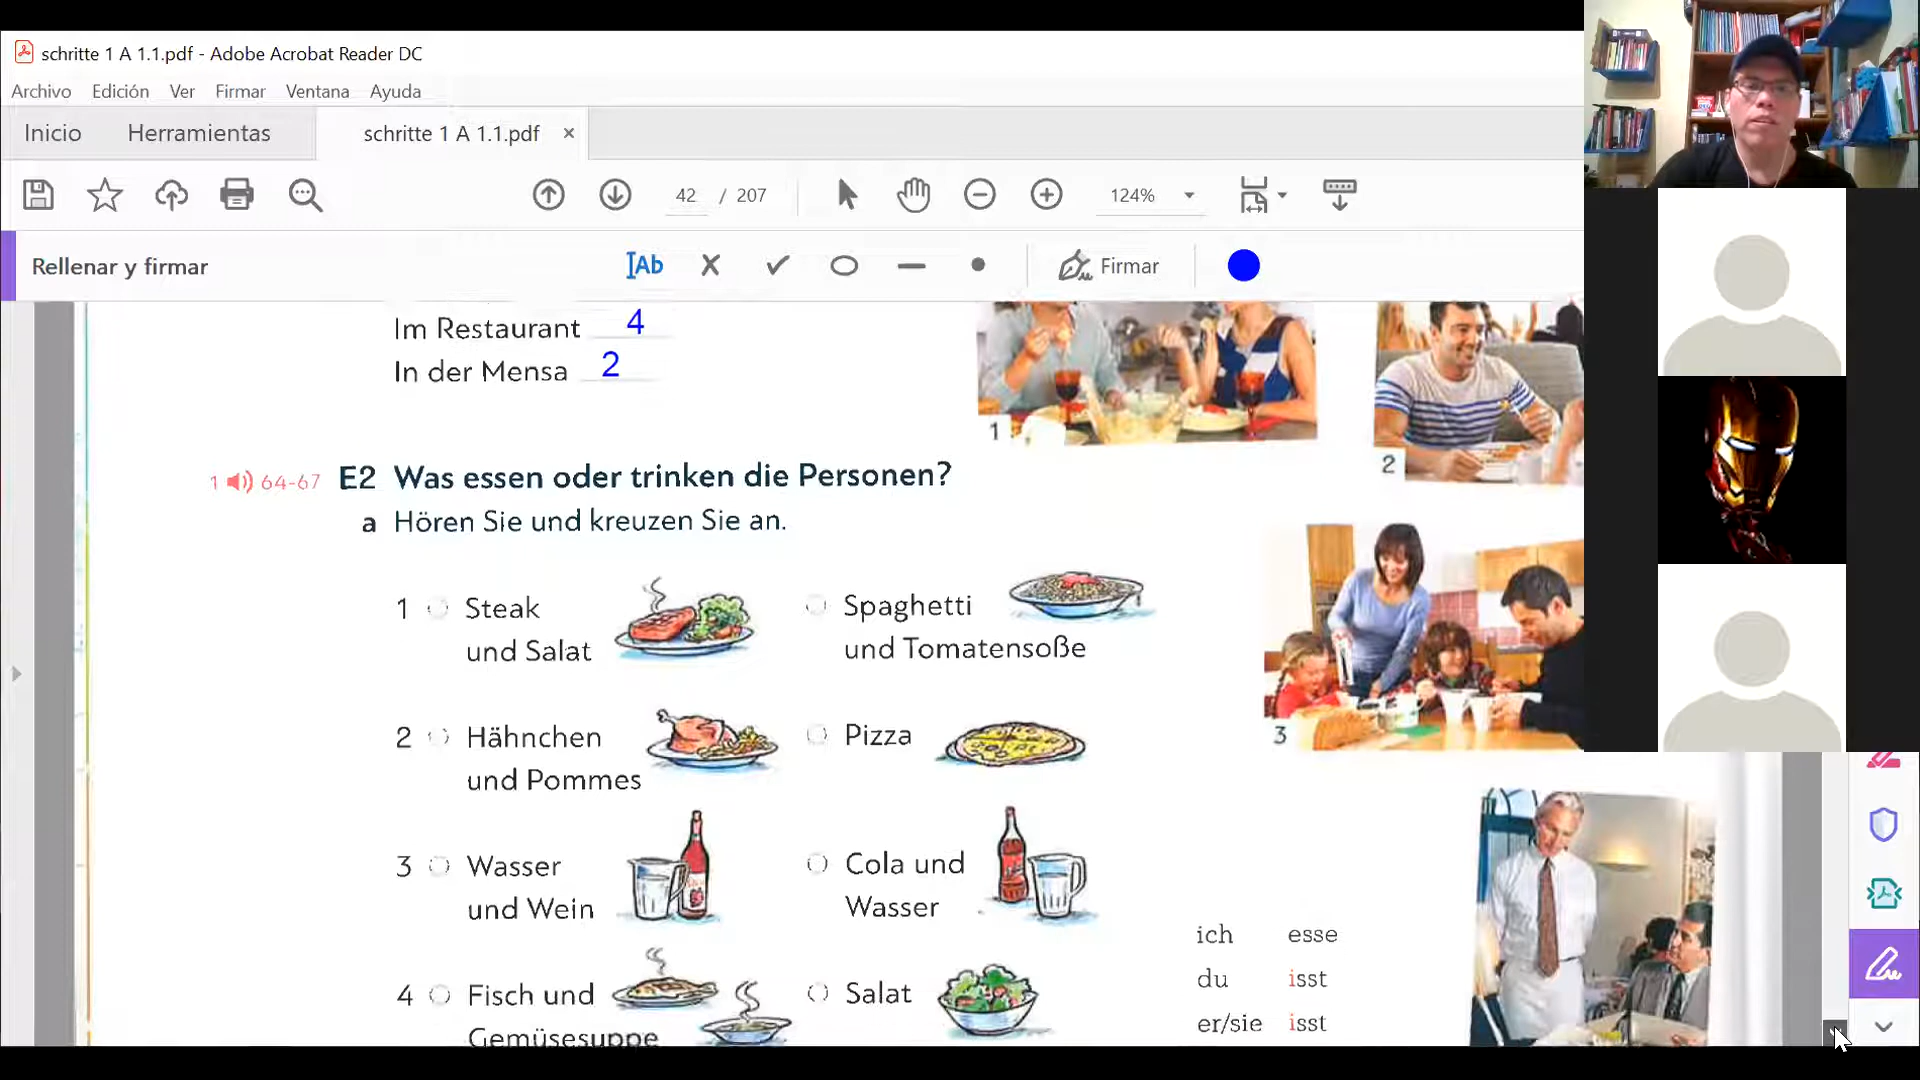 schritte 1 A 1.1.pdf - Adobe Acrobat Reader DC
Archivo Edición Ver Firmar Ventana Ayuda
Inicio Herramientas schritte 1 A 1.1.pdf ×
42 / 207 124%
Rellenar y firmar Ab Firmar
Im Restaurant 4
In der Mensa 2
1
2
1 64-67 E2 Was essen oder trinken die Personen?
a Hören Sie und kreuzen Sie an.
1 Steak Spaghetti
und Salat und Tomatensoße
3
2 Hähnchen Pizza
und Pommes
3 Wasser Cola und
und Wein Wasser
ich esse
du isst
er/sie isst
4 Fisch und Salat
Gemüsesuppe